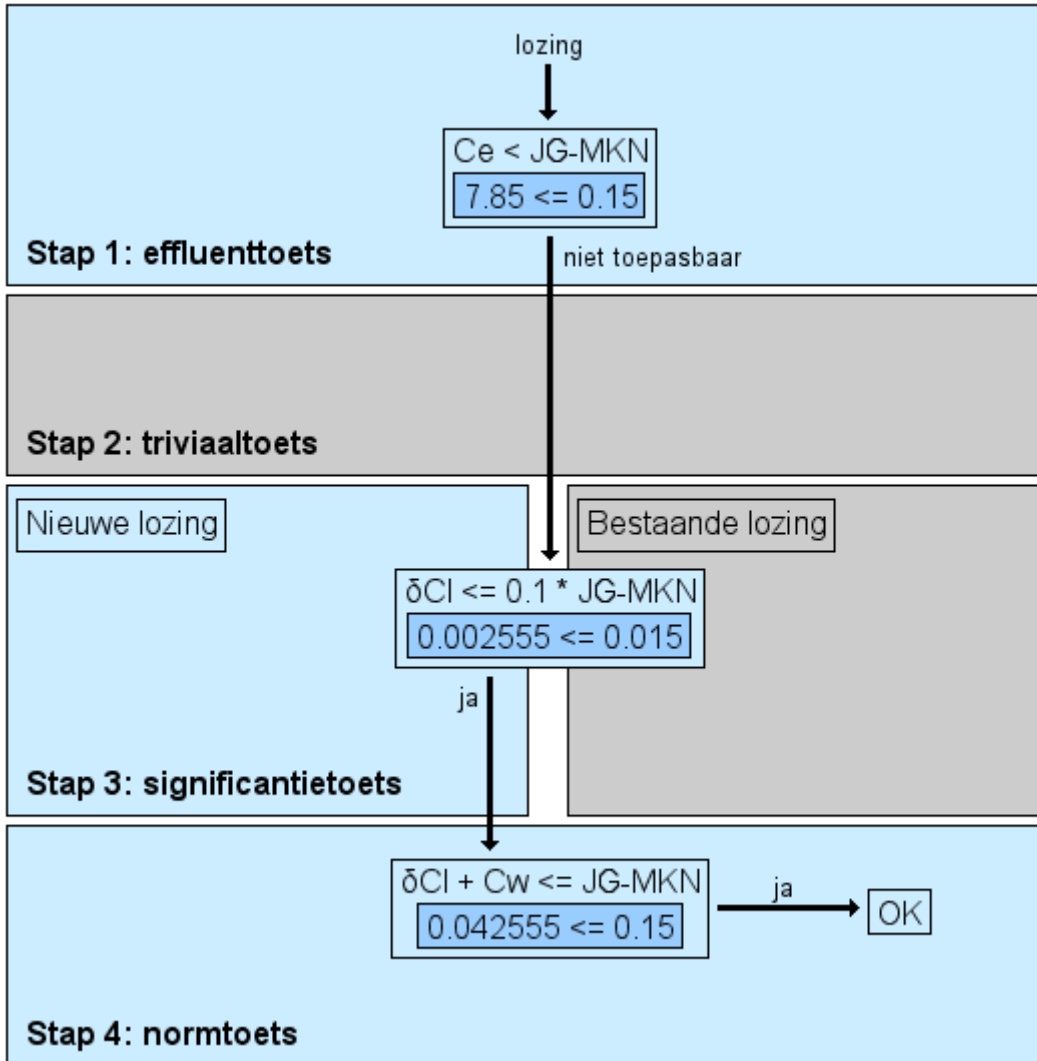 lozing
Ce < JG-MKN
7.85 <= 0.15
niet toepasbaar
Stap 1: effluenttoets
Stap 2: triviaaltoets
Nieuwe lozing
Bestaande lozing
δCl <= 0.1 * JG-MKN
0.002555 <= 0.015
ja
Stap 3: significantietoets
δCl + Cw <= JG-MKN
0.042555 <= 0.15
ja
OK
Stap 4: normtoets